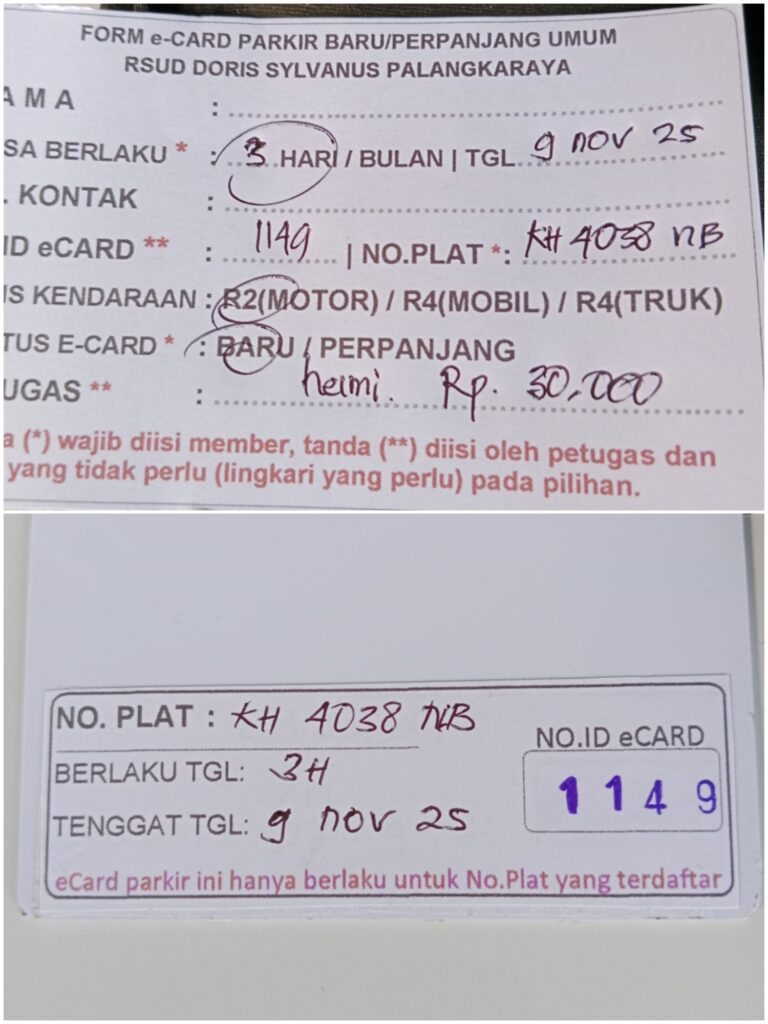 FORM e-CARD PARKIR BARU/PERPANJANG UMUM
RSUD DORIS SYLVANUS PALANGKARAYA
AMA :
SA BERLAKU * : 3 HARI / BULAN | TGL 9 nov 25
. KONTAK :
ID eCARD ** : 1149 | NO.PLAT *: KH 4038 NB
IS KENDARAAN : R2(MOTOR) / R4(MOBIL) / R4(TRUK)
TUS E-CARD * : BARU / PERPANJANG
UGAS ** : helmi. Rp. 30.000
a (*) wajib diisi member, tanda (**) diisi oleh petugas dan
yang tidak perlu (lingkari yang perlu) pada pilihan.
NO. PLAT : KH 4038 NB
NO.ID eCARD
BERLAKU TGL: 3H
1149
TENGGAT TGL: 9 nov 25
eCard parkir ini hanya berlaku untuk No.Plat yang terdaftar